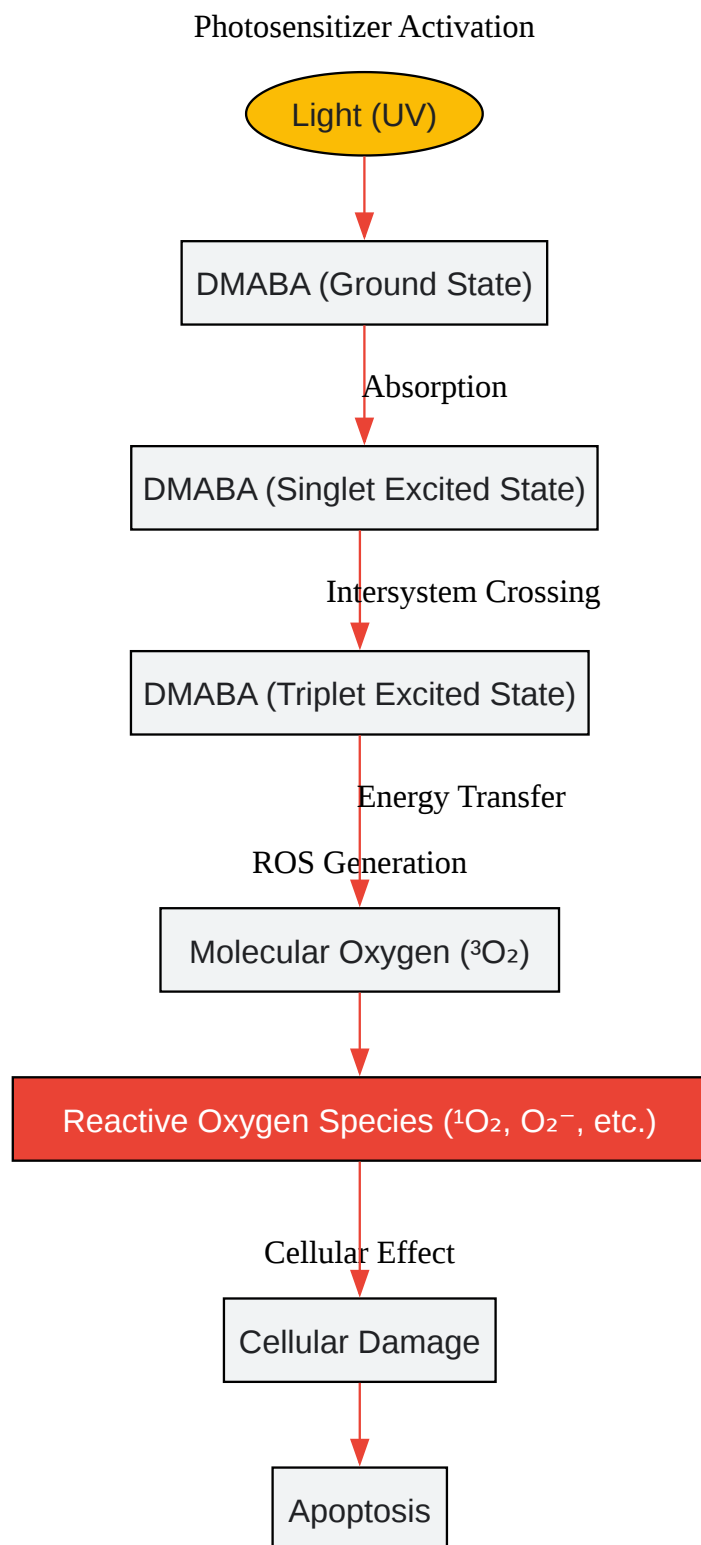 Photosensitizer Activation
Light (UV)
DMABA (Ground State)
Absorption
DMABA (Singlet Excited State)
Intersystem Crossing
DMABA (Triplet Excited State)
Energy Transfer
ROS Generation
Molecular Oxygen (³O₂)
Reactive Oxygen Species (¹O₂, O₂⁻, etc.)
Cellular Effect
Cellular Damage
Apoptosis